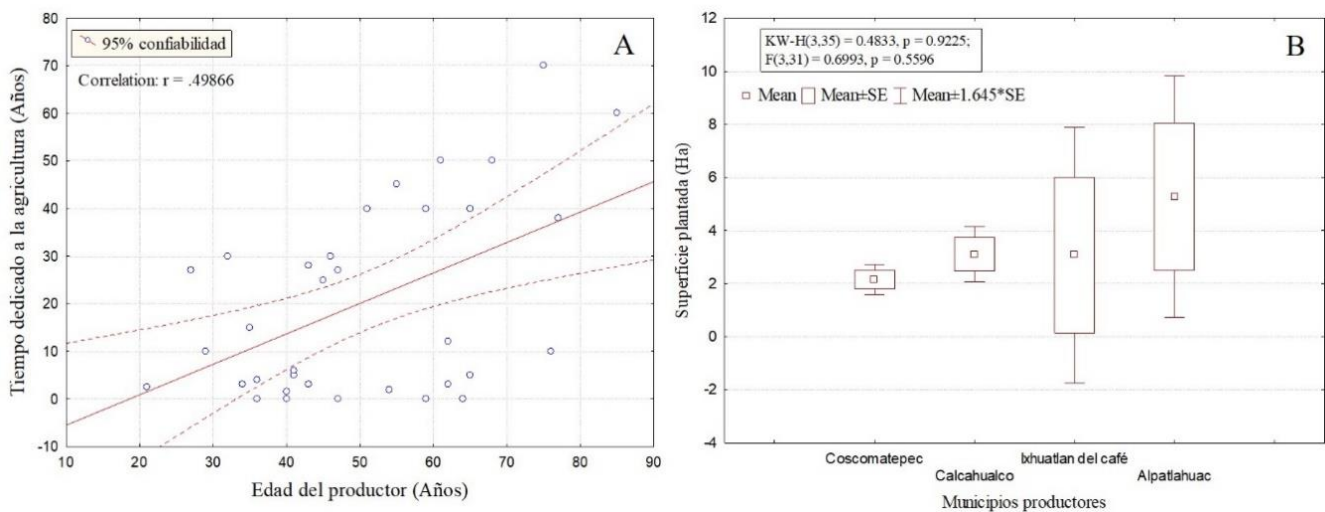 A
95% confiabilidad
Correlation: r = .49866
Tiempo dedicado a la agricultura (Años)
80
70
60
50
40
30
20
10
0
-10
10 20 30 40 50 60 70 80 90
Edad del productor (Años)
B
KW-H(3,35) = 0.4833, p = 0.9225;
F(3,31) = 0.6993, p = 0.5596
Mean Mean±SE Mean±1.645*SE
Superficie plantada (Ha)
12
10
8
6
4
2
0
-2
-4
Coscomatepec Ixhuatlan del café
Calcahualco Alpatlahuac
Municipios productores